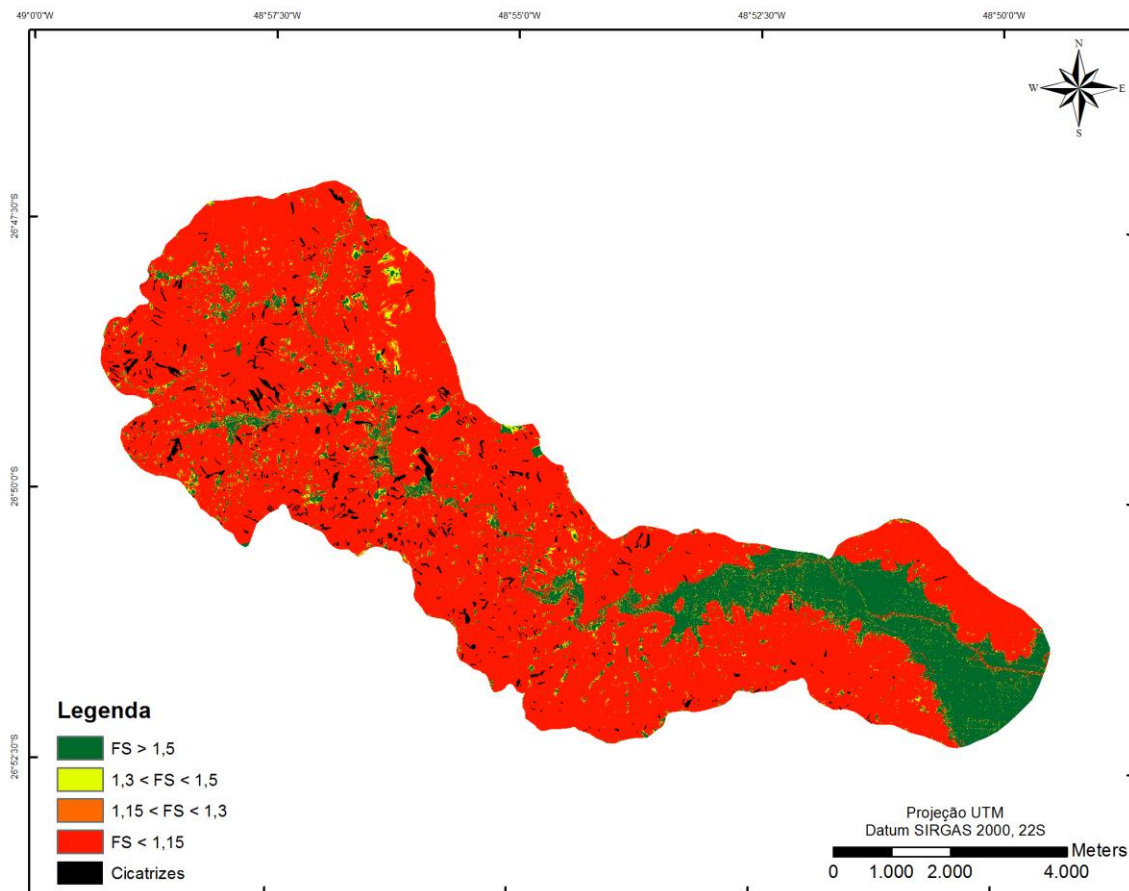 49°0'0"W 48°57'30"W 48°55'0"W 48°52'30"W 48°50'0"W
N
W E
S
26°47'30"S
26°50'0"S
26°52'30"S
Legenda
FS > 1,5
1,3 < FS < 1,5
1,15 < FS < 1,3
FS < 1,15
Cicatrizes
Projeção UTM
Datum SIRGAS 2000, 22S
Meters
0 1.000 2.000 4.000